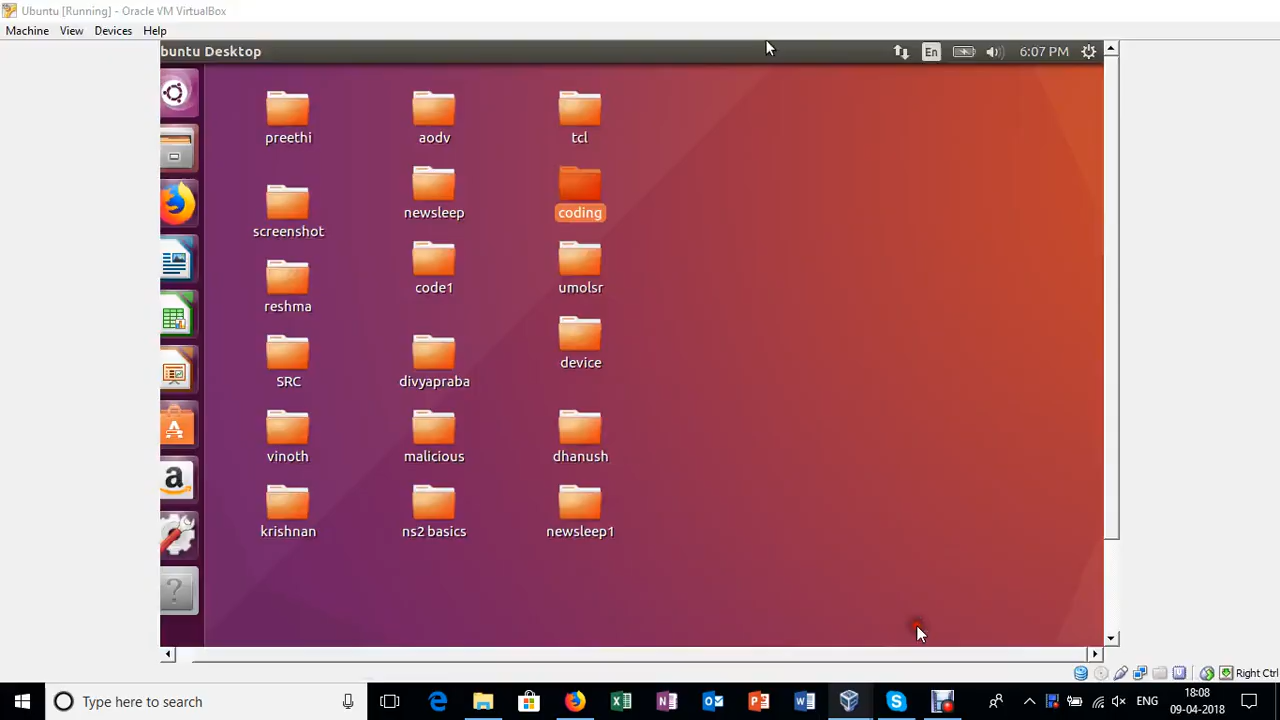 Ubuntu [Running] - Oracle VM VirtualBox
Machine View Devices Help
buntu Desktop
En
6:07 PM
preethi
aodv
tcl
newsleep
coding
screenshot
code1
umolsr
reshma
device
SRC
divyapraba
vinoth
malicious
dhanush
krishnan
ns2 basics
newsleep1
Right Ctrl
Type here to search
ENG
18:08
09-04-2018